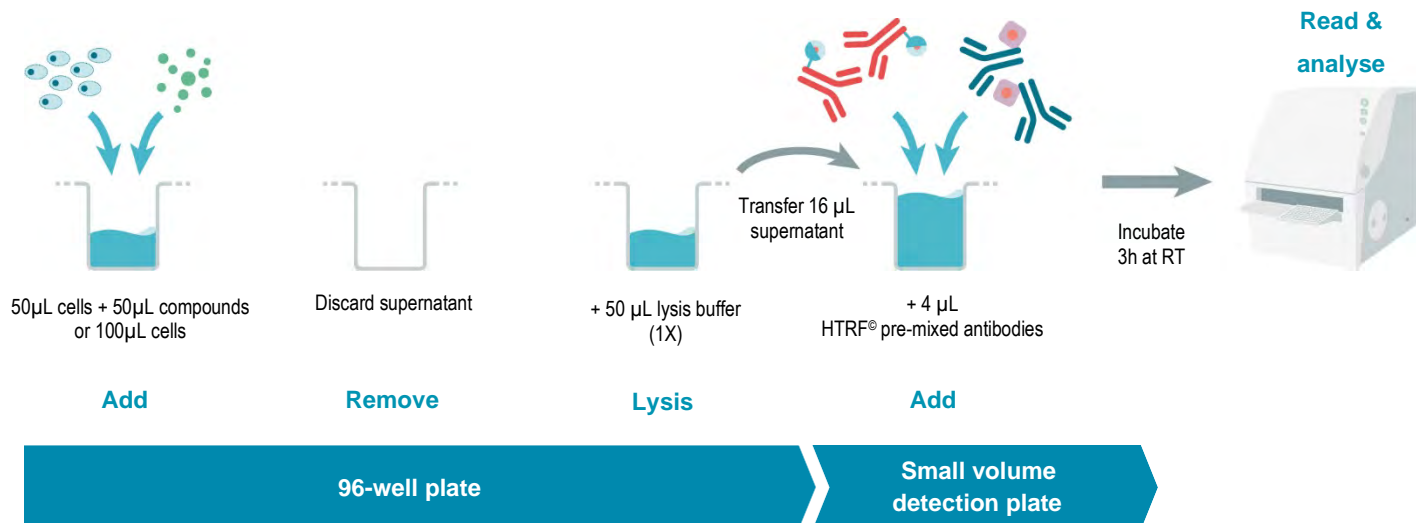 Read &
analyse
Transfer 16 µL
supernatant
Incubate
3h at RT
50µL cells + 50µL compounds
or 100µL cells
Discard supernatant
+ 50 µL lysis buffer
(1X)
+ 4 µL
HTRF© pre-mixed antibodies
Add
Remove
Lysis
Add
96-well plate
Small volume
detection plate